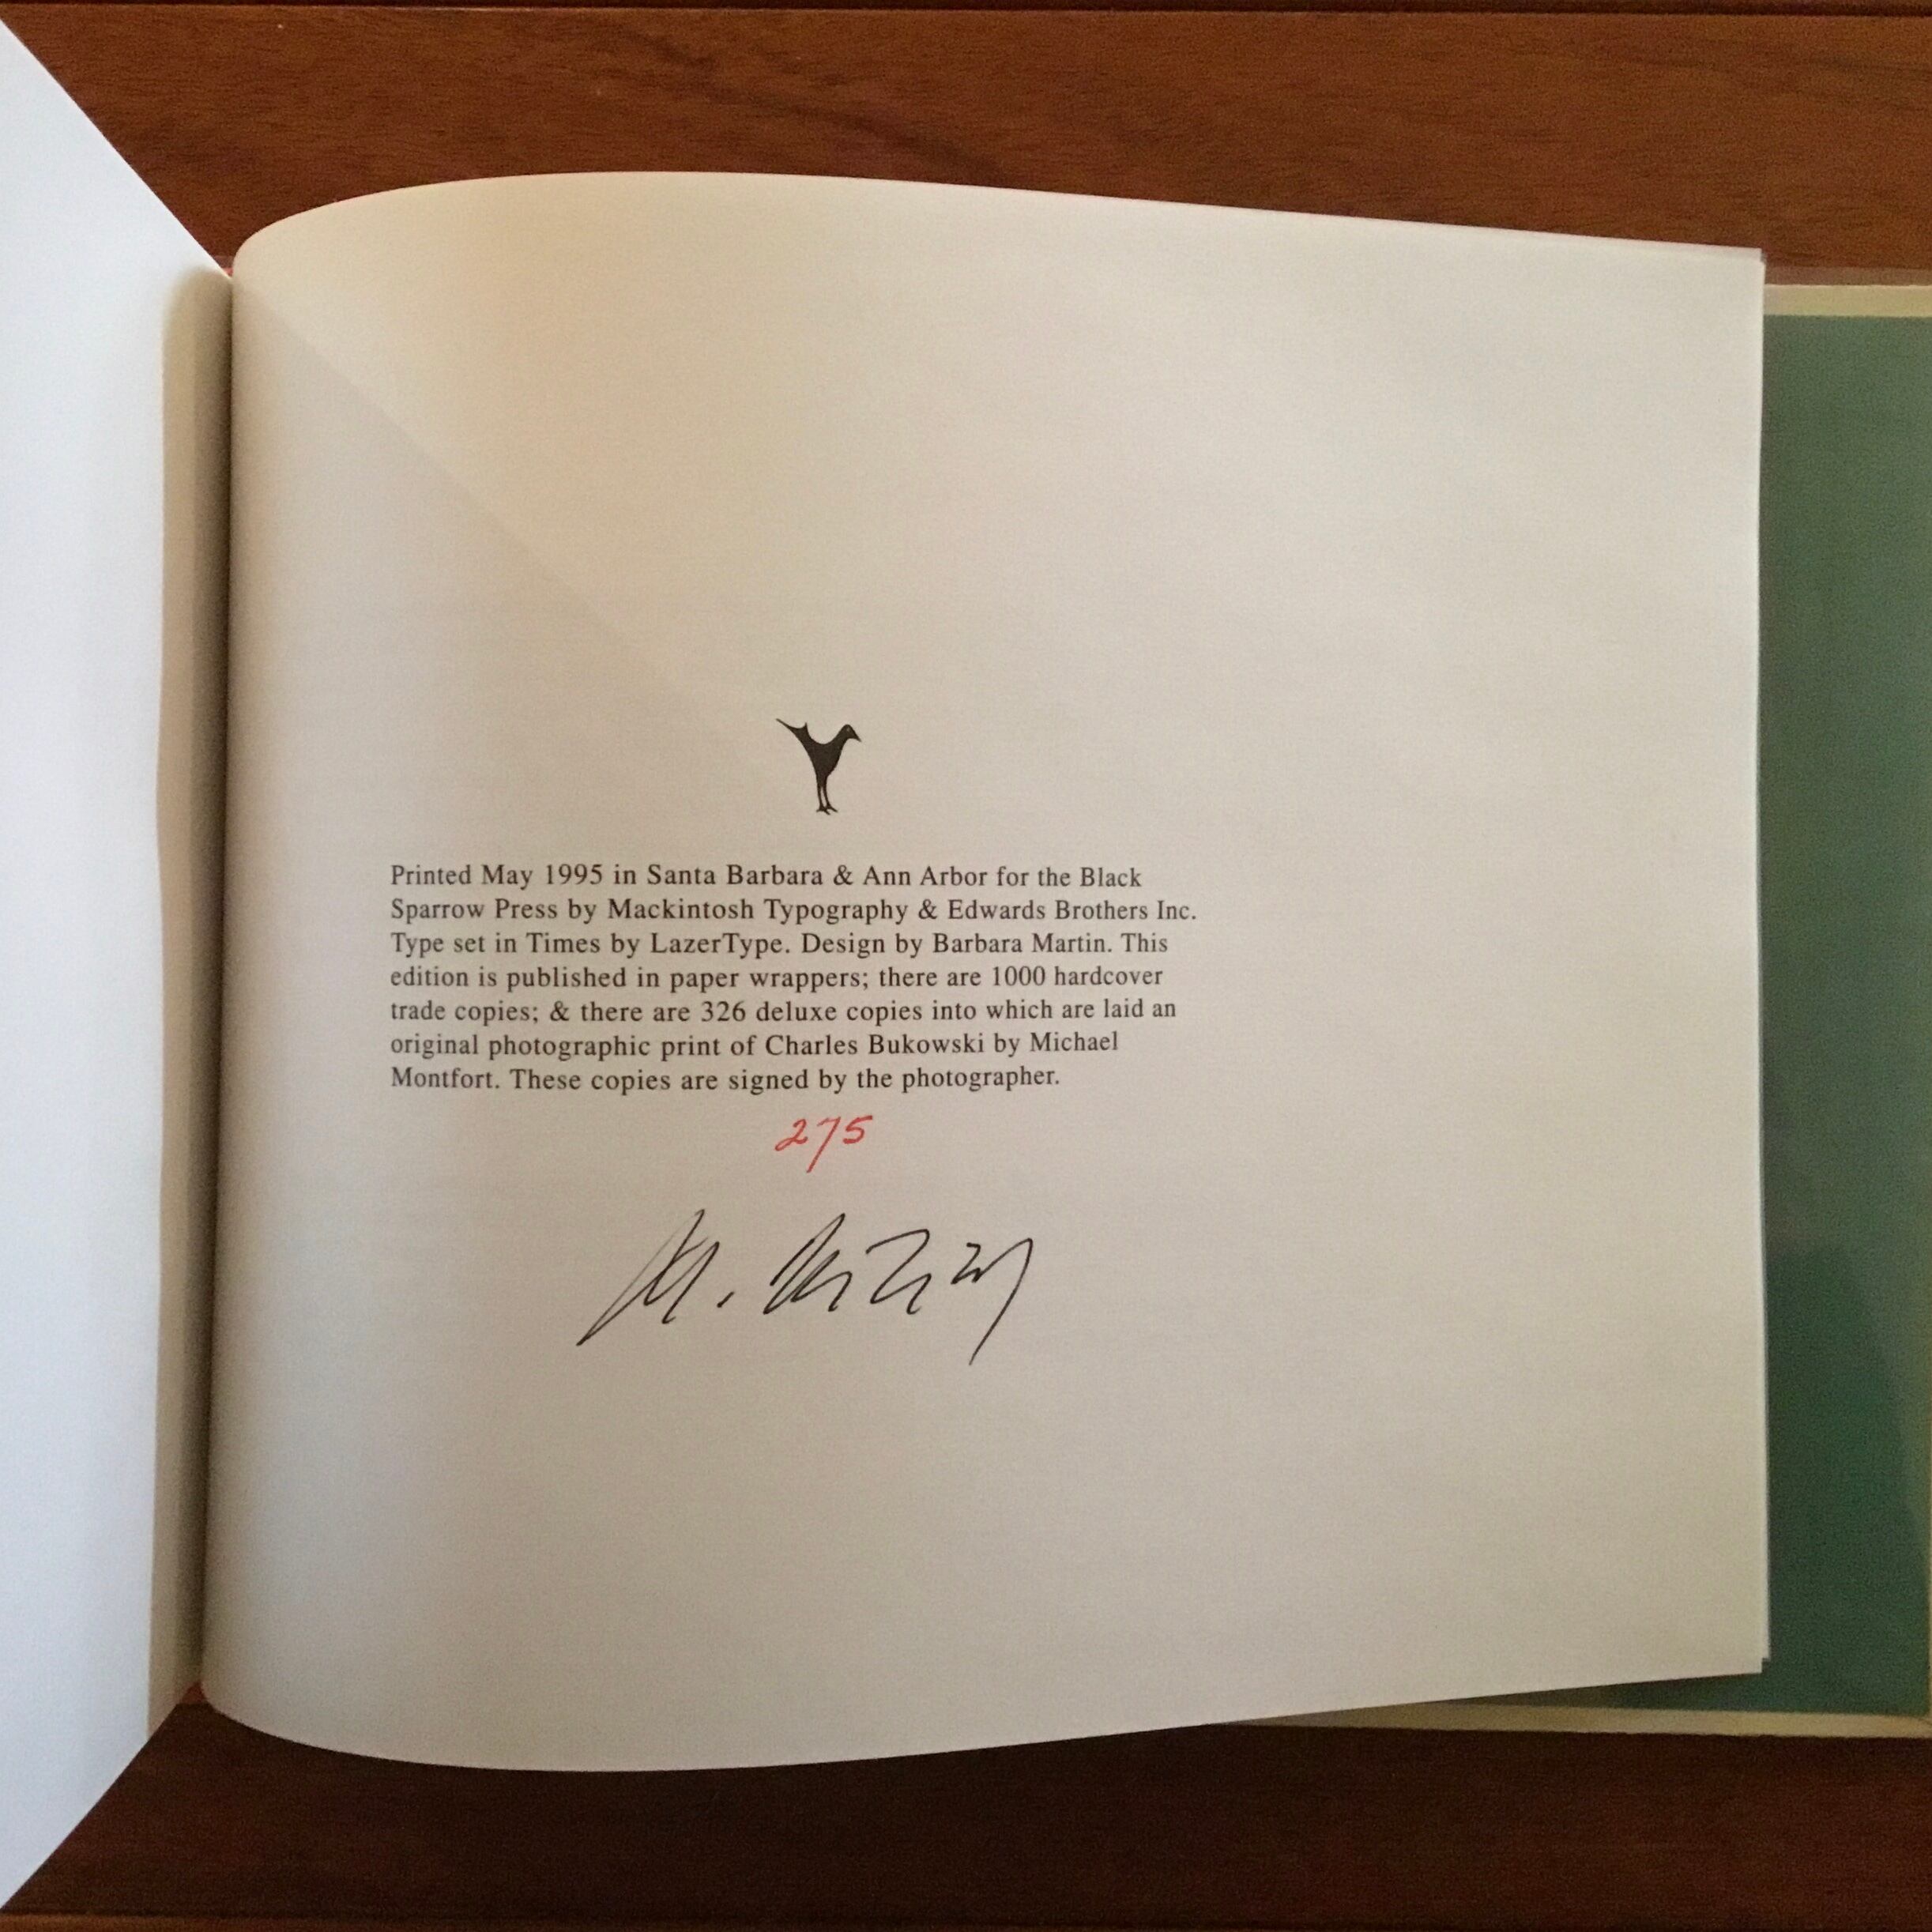 Printed May 1995 in Santa Barbara & Ann Arbor for the Black
Sparrow Press by Mackintosh Typography & Edwards Brothers Inc.
Type set in Times by LazerType. Design by Barbara Martin. This
edition is published in paper wrappers; there are 1000 hardcover
trade copies; & there are 326 deluxe copies into which are laid an
original photographic print of Charles Bukowski by Michael
Montfort. These copies are signed by the photographer.
275